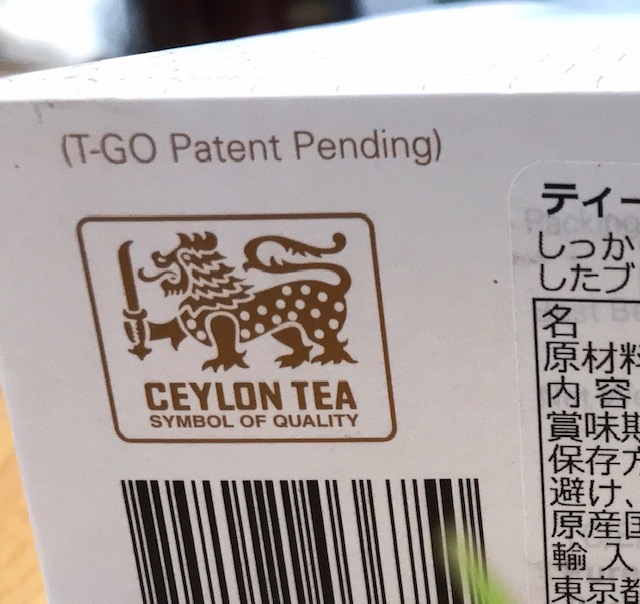 (T-GO Patent Pending)
CEYLON TEA
SYMBOL OF QUALITY
ティー
しっか
したブ
名
原材料
内容
賞味期
保存方
避け、
原産国
輸入
東京都